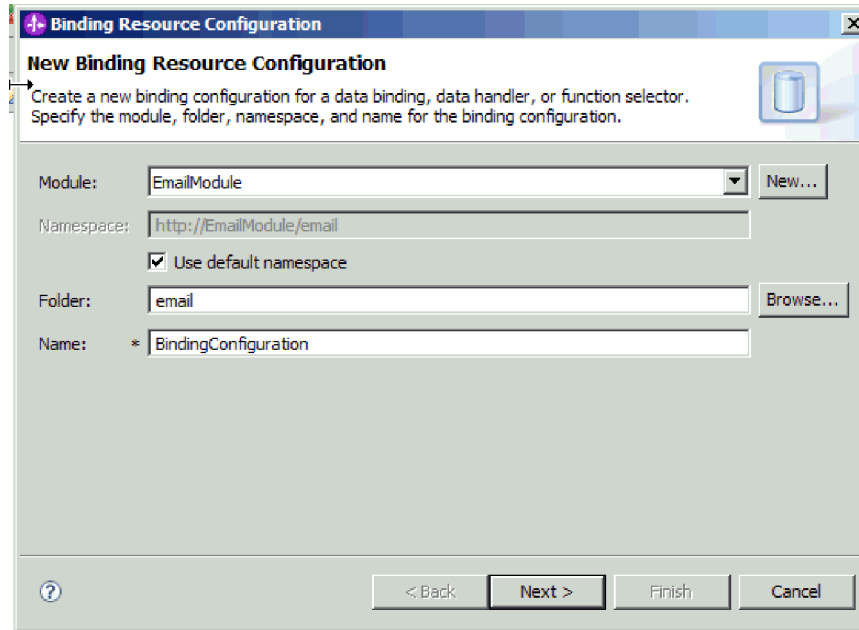 Binding Resource Configuration
New Binding Resource Configuration
Create a new binding configuration for a data binding, data handler, or function selector.
Specify the module, folder, namespace, and name for the binding configuration.
Module: EmailModule New...
Namespace: http://EmailModule/email
Use default namespace
Folder: email Browse...
Name: * BindingConfiguration
? < Back Next > Finish Cancel